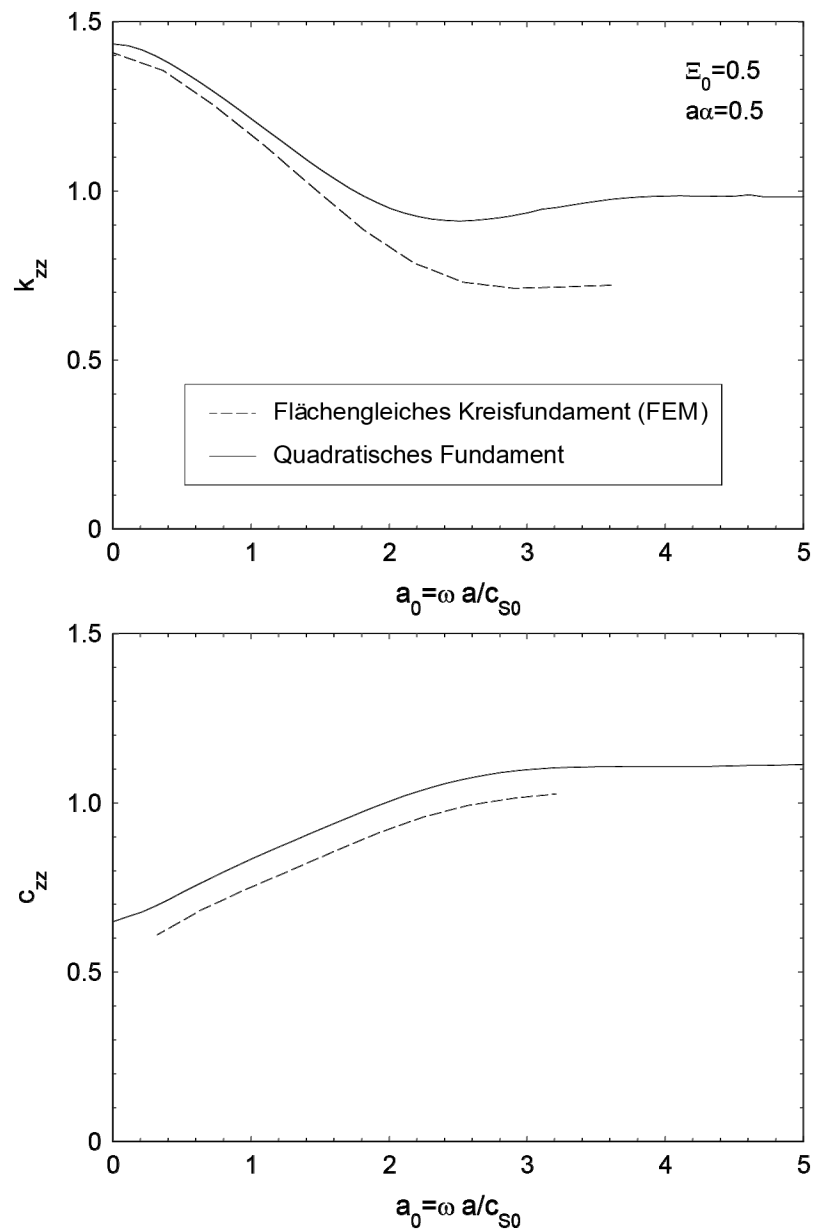 1.5
Ξ0=0.5
aα=0.5
1.0
kzz
0.5
Flächengleiches Kreisfundament (FEM)
Quadratisches Fundament
0
0 1 2 3 4 5
a0=ω a/cS0
1.5
1.0
czz
0.5
0
0 1 2 3 4 5
a0=ω a/cS0